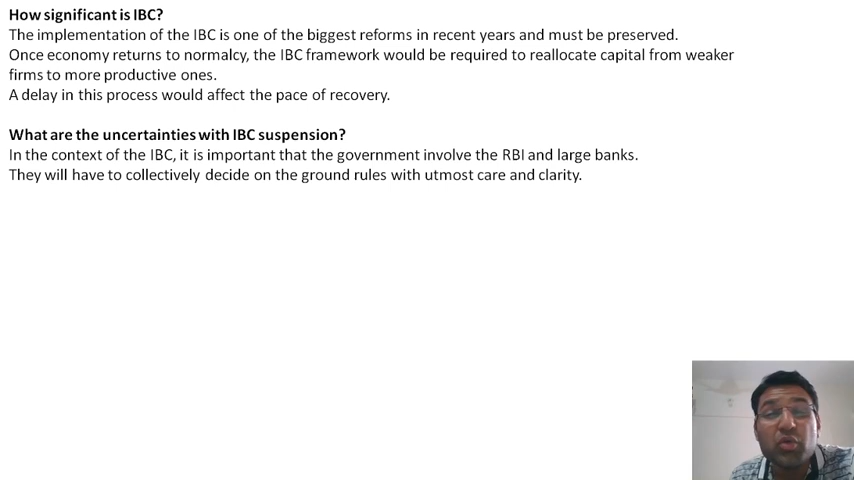 How significant is IBC?
The implementation of the IBC is one of the biggest reforms in recent years and must be preserved.
Once economy returns to normalcy, the IBC framework would be required to reallocate capital from weaker
firms to more productive ones.
A delay in this process would affect the pace of recovery.
What are the uncertainties with IBC suspension?
In the context of the IBC, it is important that the government involve the RBI and large banks.
They will have to collectively decide on the ground rules with utmost care and clarity.